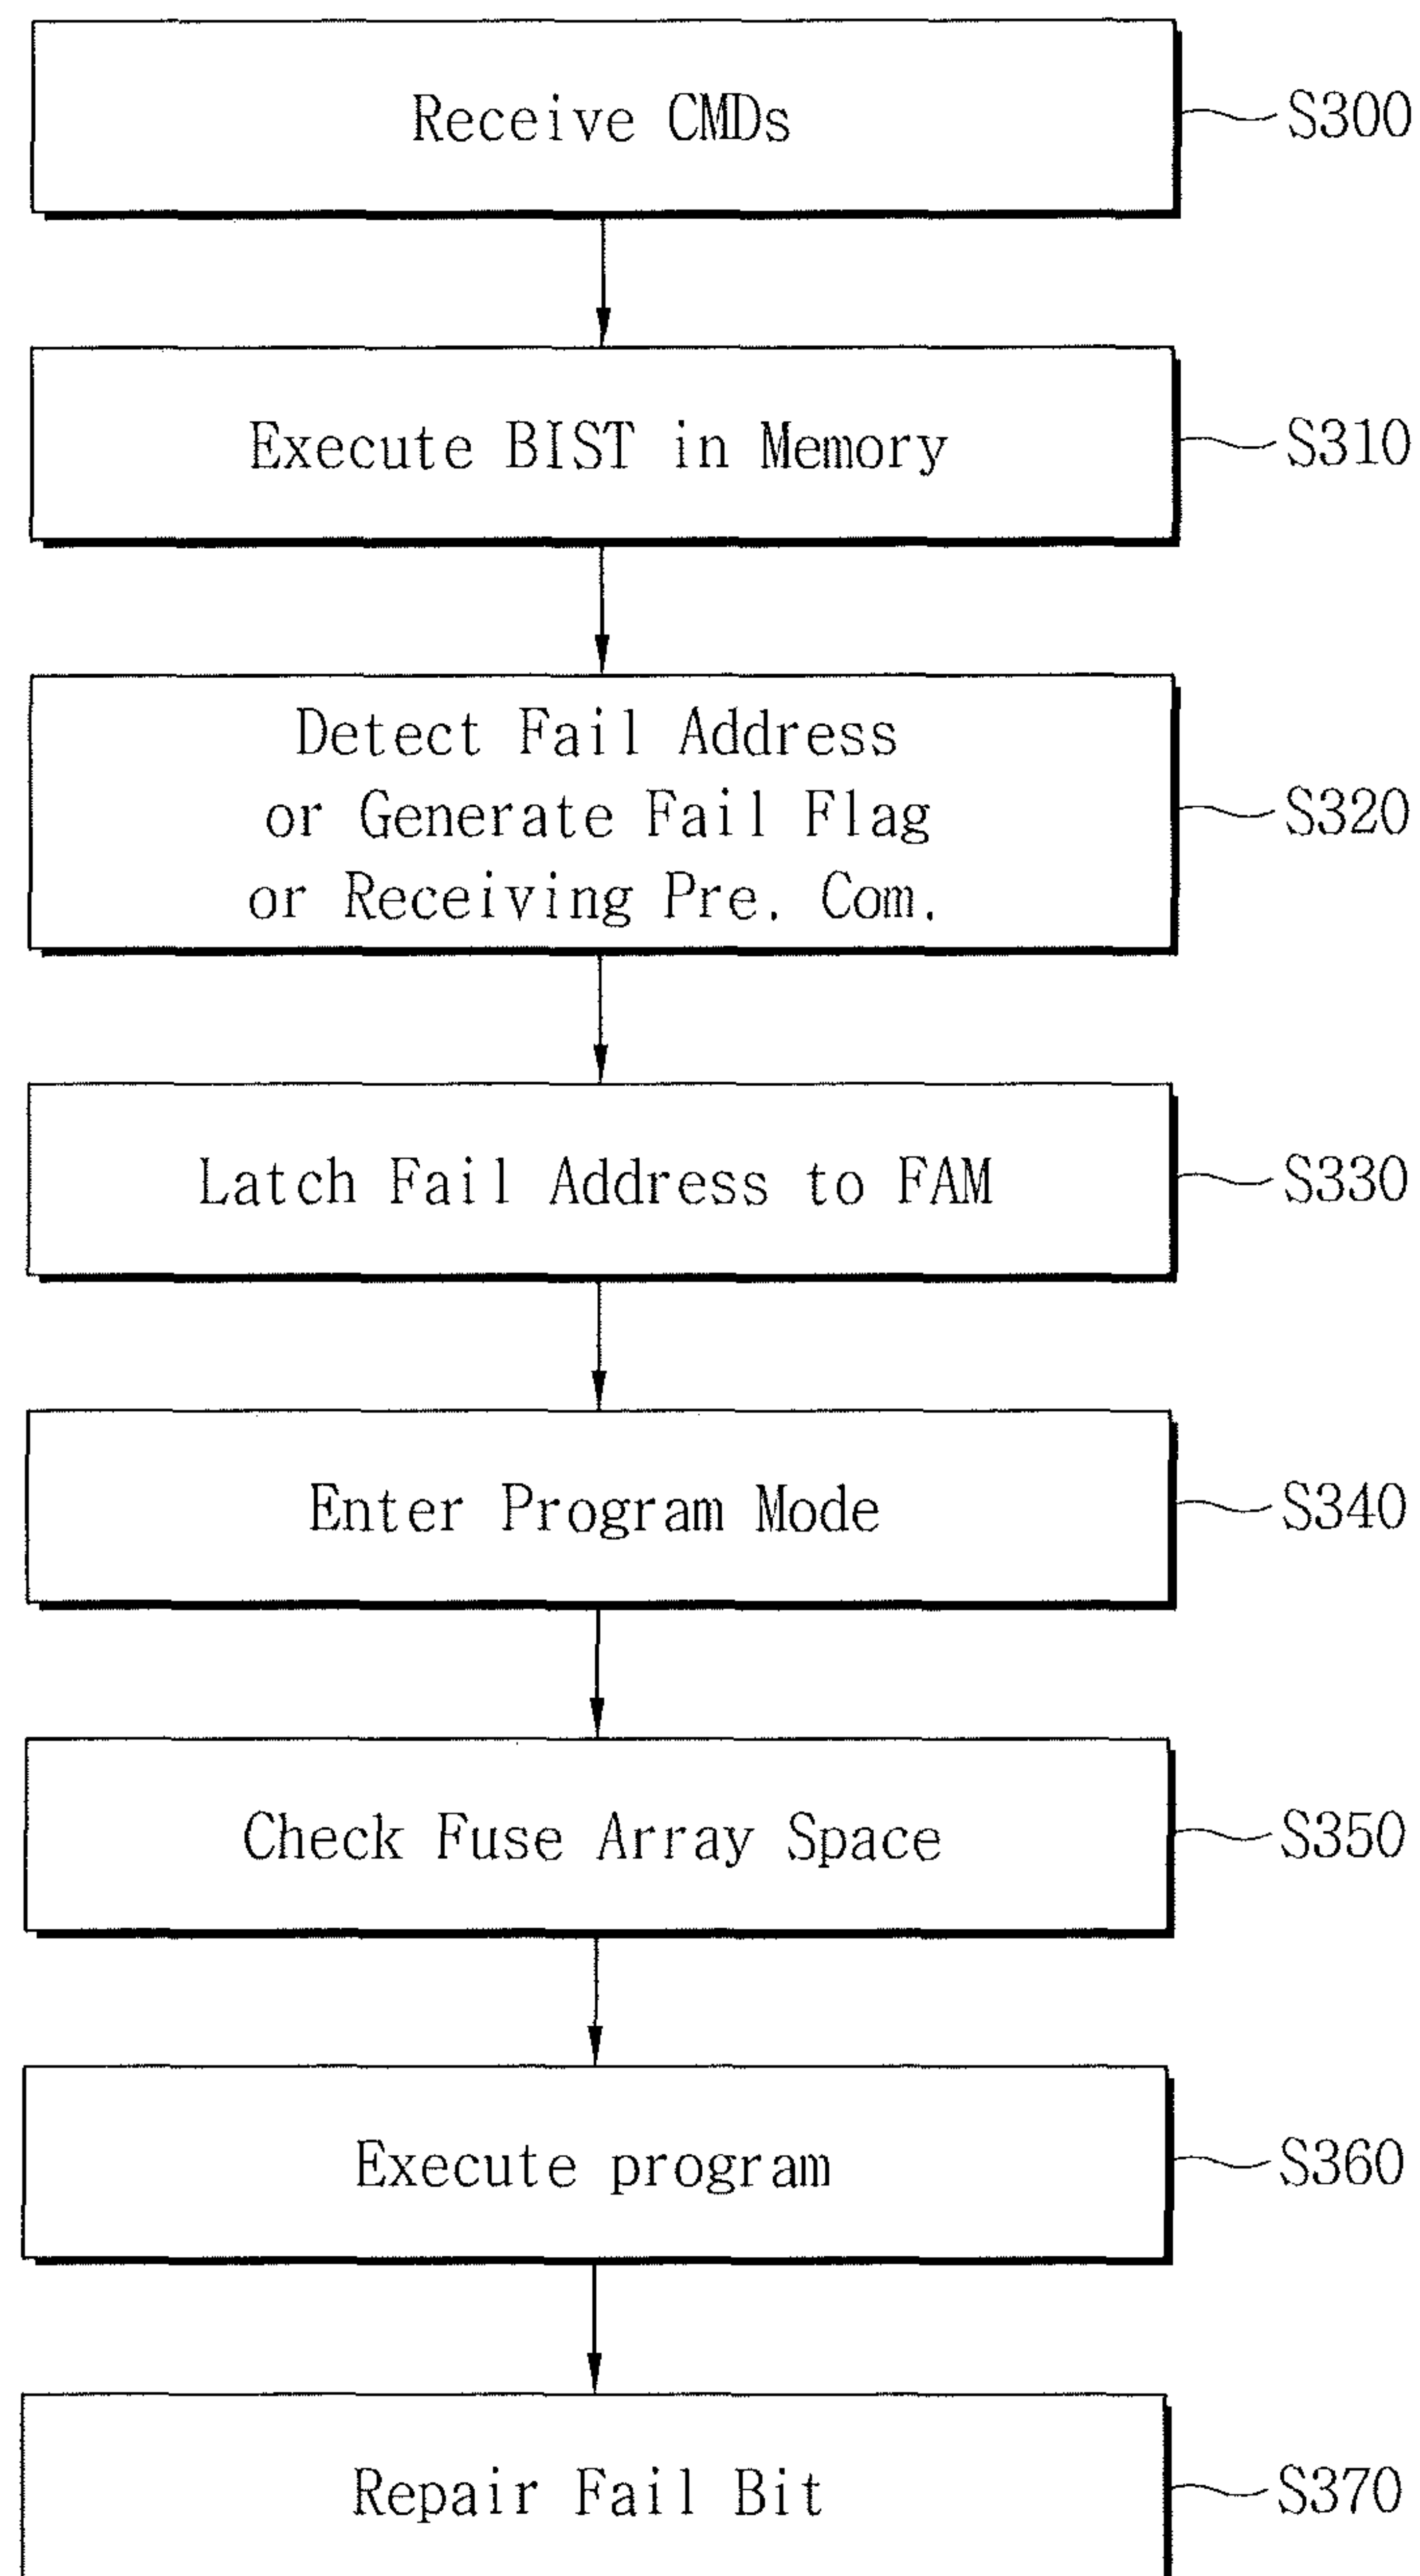 Receive CMDs
S300
Execute BIST in Memory
S310
Detect Fail Address
or Generate Fail Flag
or Receiving Pre. Com.
S320
Latch Fail Address to FAM
S330
Enter Program Mode
S340
Check Fuse Array Space
S350
Execute program
S360
Repair Fail Bit
S370